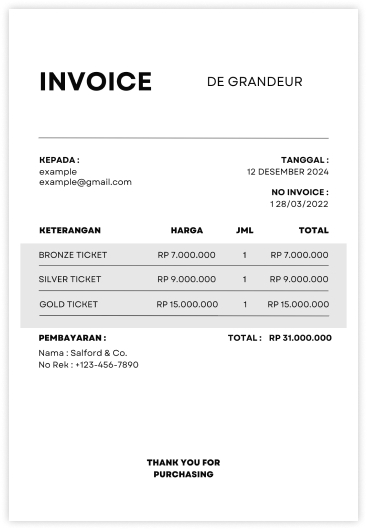 INVOICE DE GRANDEUR
KEPADA : TANGGAL :
example 12 DESEMBER 2024
example@gmail.com
NO INVOICE :
1 28/03/2022
KETERANGAN HARGA JML TOTAL
BRONZE TICKET RP 7.000.000 1 RP 7.000.000
SILVER TICKET RP 9.000.000 1 RP 9.000.000
GOLD TICKET RP 15.000.000 1 RP 15.000.000
PEMBAYARAN : TOTAL : RP 31.000.000
Nama : Salford & Co.
No Rek : +123-456-7890
THANK YOU FOR
PURCHASING